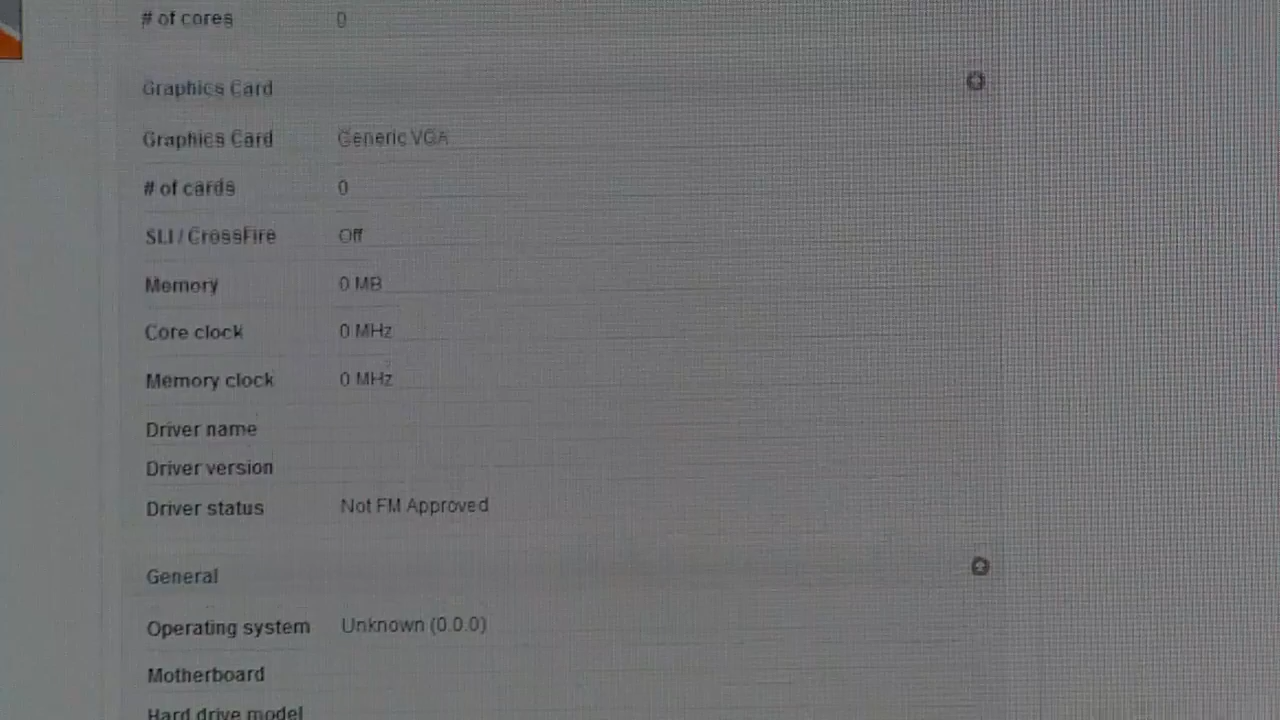 # of cores 0
Graphics Card
Graphics Card Generic VGA
# of cards 0
SLI / CrossFire Off
Memory 0 MB
Core clock 0 MHz
Memory clock 0 MHz
Driver name
Driver version
Driver status Not FM Approved
General
Operating system Unknown (0.0.0)
Motherboard
Hard drive model